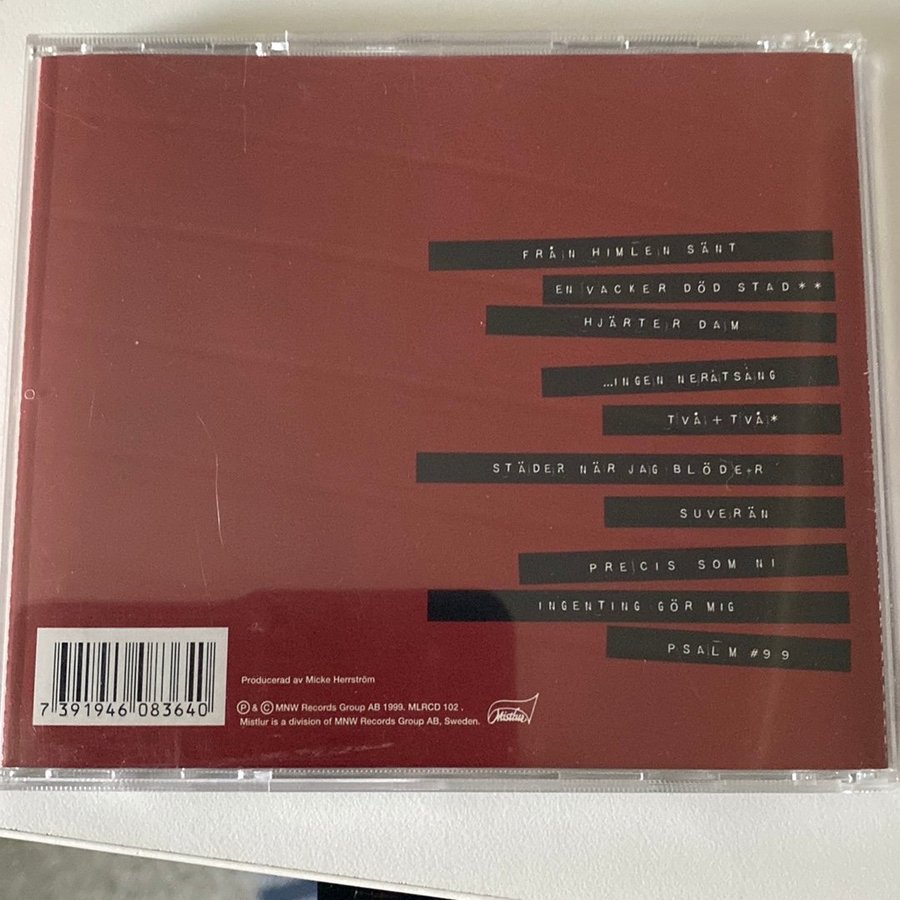 FRÅN HIMLEN SÄNT
EN VACKER DÖD STAD**
HJÄRTER DAM
...INGEN NERÅTSÅNG
TVÅ + TVÅ*
STÄDER NÄR JAG BLÖDER
SUVERÄN
PRECIS SOM NI
INGENTING GÖR MIG
PSALM #99
Producerad av Micke Herrström
Ⓟ & © MNW Records Group AB 1999. MLRCD 102 .
Mistlur is a division of MNW Records Group AB, Sweden.
Mistlur
7 391946 083640